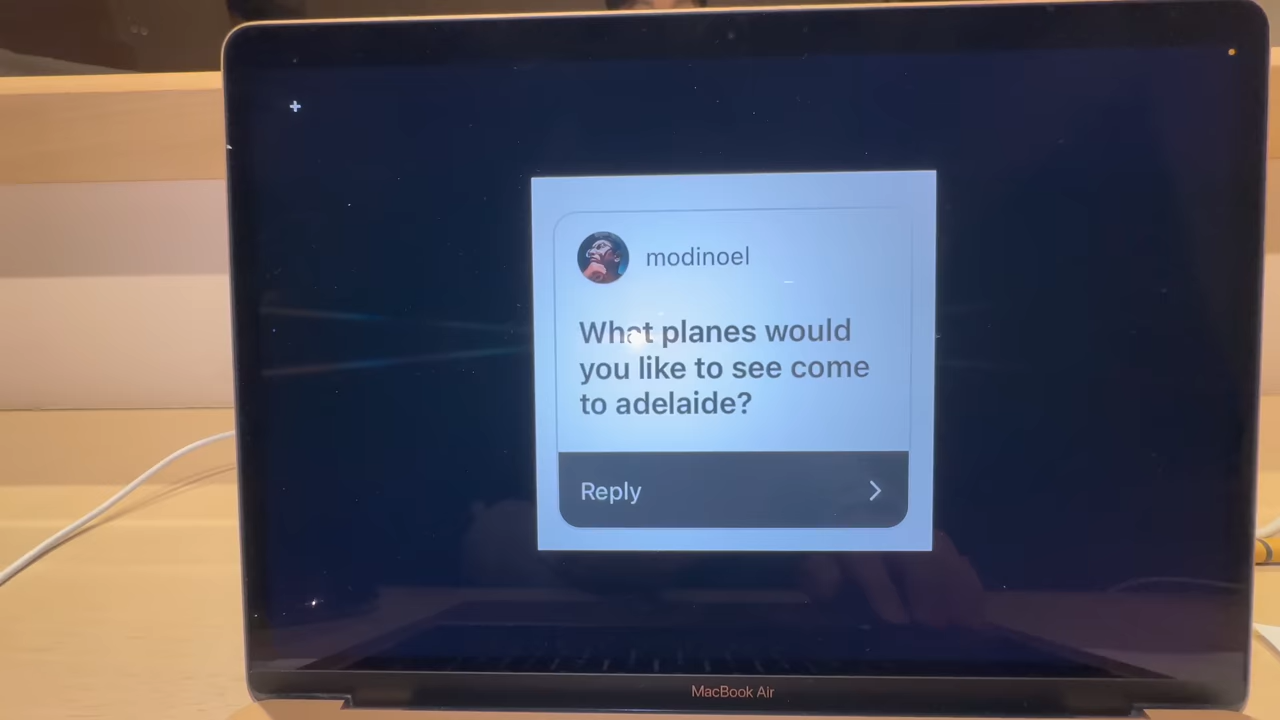 modinoel
What planes would
you like to see come
to adelaide?
Reply
MacBook Air